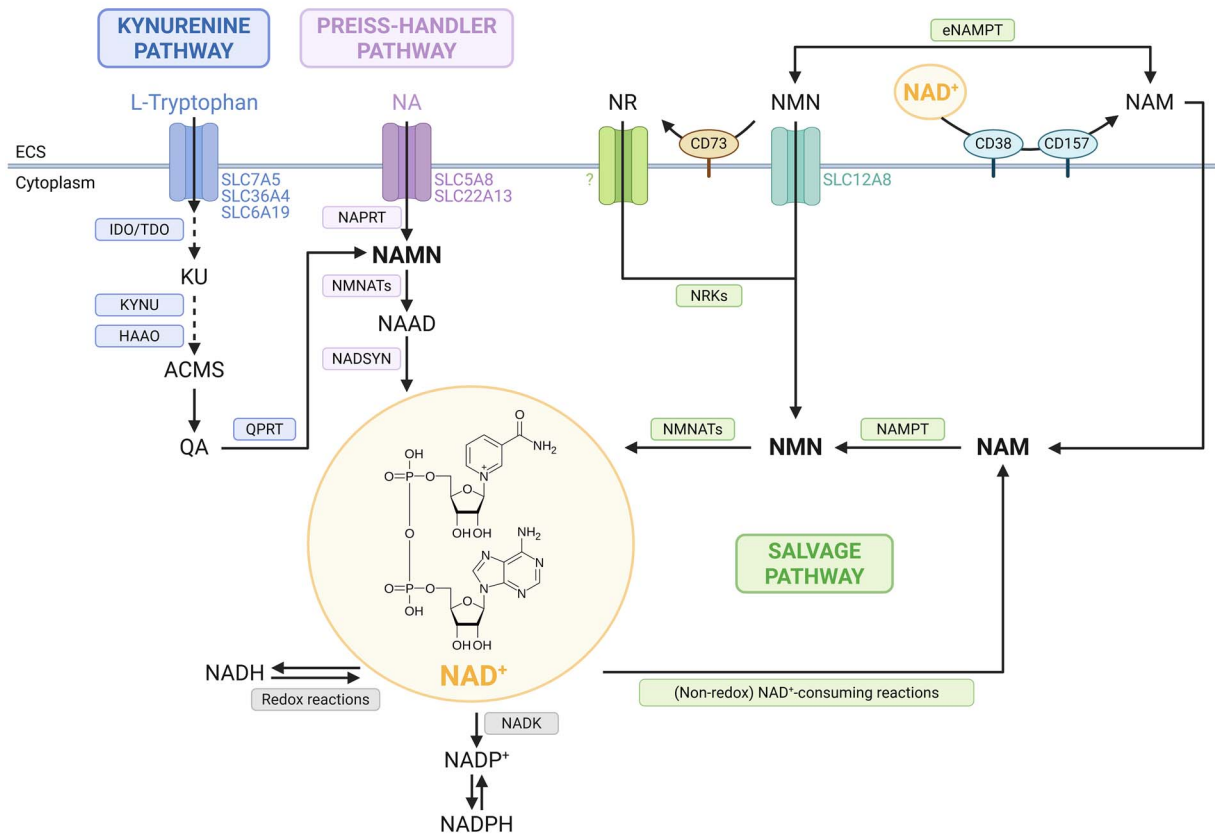 KYNURENINE
PATHWAY
PREISS-HANDLER
PATHWAY
eNAMPT
L-Tryptophan
NA
NR
NMN
NAD⁺
NAM
CD73
CD38
CD157
ECS
Cytoplasm
SLC7A5
SLC36A4
SLC6A19
SLC5A8
SLC22A13
?
SLC12A8
IDO/TDO
NAPRT
KU
NAMN
KYNU
NMNATs
NRKs
HAAO
NAAD
ACMS
NADSYN
QA
QPRT
NMNATs
NMN
NAMPT
NAM
O
NH₂
OH
O=P-O
N⁺
O
OH OH
O
NH₂
N
N
N
N
O=P-O
OH
O
N
OH OH
SALVAGE
PATHWAY
NADH
NAD⁺
Redox reactions
(Non-redox) NAD⁺-consuming reactions
NADK
NADP⁺
NADPH